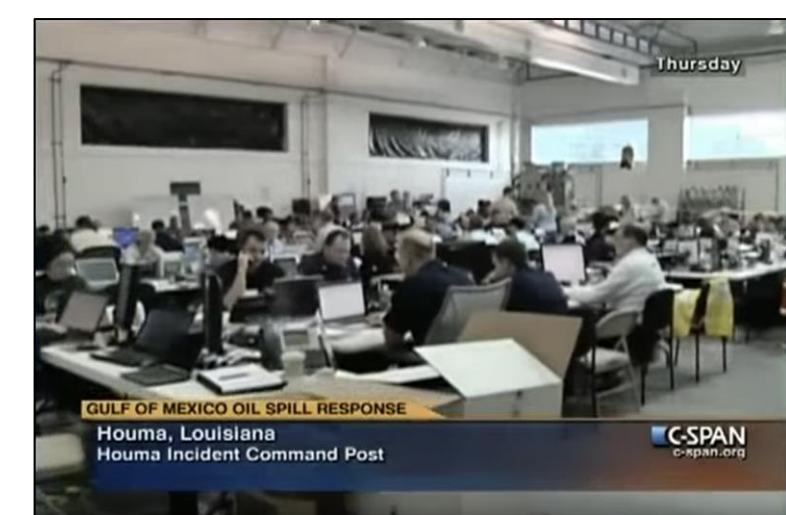 Thursday
GULF OF MEXICO OIL SPILL RESPONSE
Houma, Louisiana
Houma Incident Command Post
C-SPAN
c-span.org